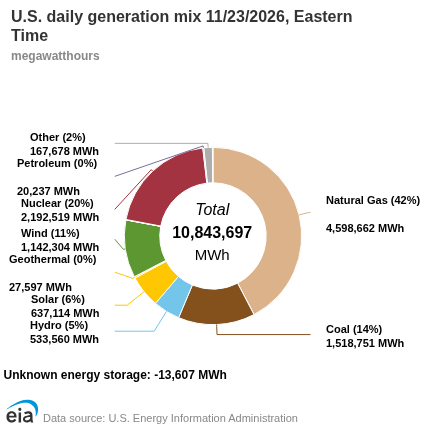 U.S. daily generation mix 11/23/2026, Eastern
Time
megawatthours
Other (2%)
167,678 MWh
Petroleum (0%)
20,237 MWh
Nuclear (20%)
2,192,519 MWh
Wind (11%)
1,142,304 MWh
Geothermal (0%)
27,597 MWh
Solar (6%)
637,114 MWh
Hydro (5%)
533,560 MWh
Total
10,843,697
MWh
Natural Gas (42%)
4,598,662 MWh
Coal (14%)
1,518,751 MWh
Unknown energy storage: -13,607 MWh
eia
Data source: U.S. Energy Information Administration